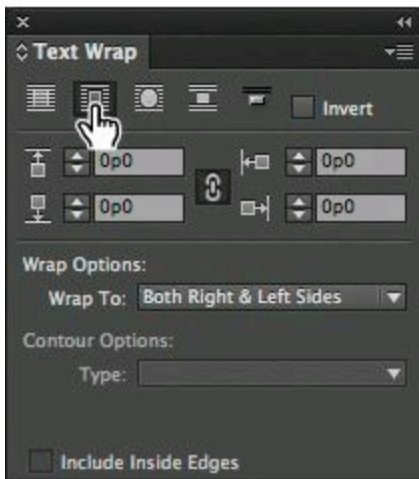 Text Wrap
Invert
0p0 0p0
0p0 0p0
Wrap Options:
Wrap To: Both Right & Left Sides
Contour Options:
Type:
Include Inside Edges